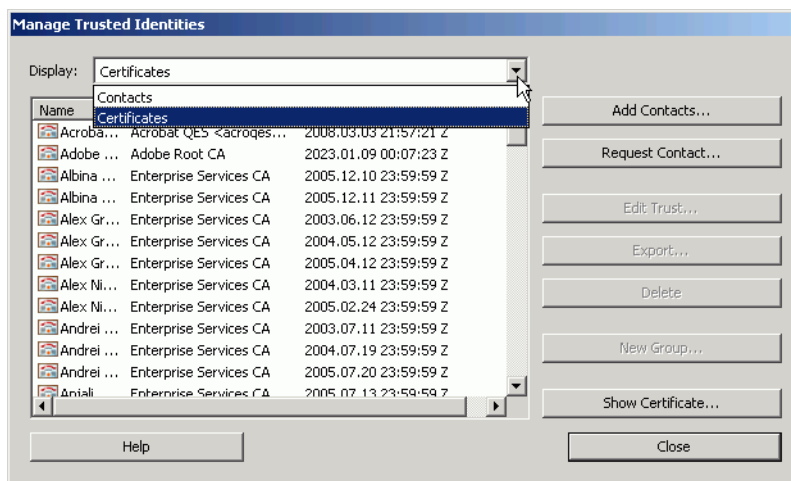 Manage Trusted Identities
Display: Certificates
Contacts
Certificates
Name
Acroba... Acrobat QE5 <acroqes... 2008.03.03 21:57:21 Z
Adobe ... Adobe Root CA 2023.01.09 00:07:23 Z
Albina ... Enterprise Services CA 2005.12.10 23:59:59 Z
Albina ... Enterprise Services CA 2005.12.11 23:59:59 Z
Alex Gr... Enterprise Services CA 2003.06.12 23:59:59 Z
Alex Gr... Enterprise Services CA 2004.05.12 23:59:59 Z
Alex Gr... Enterprise Services CA 2005.04.12 23:59:59 Z
Alex Ni... Enterprise Services CA 2004.03.11 23:59:59 Z
Alex Ni... Enterprise Services CA 2005.02.24 23:59:59 Z
Andrei ... Enterprise Services CA 2003.07.11 23:59:59 Z
Andrei ... Enterprise Services CA 2004.07.19 23:59:59 Z
Andrei ... Enterprise Services CA 2005.07.20 23:59:59 Z
Anjali Enterprise Services CA 2005.07.13 23:59:59 Z
Add Contacts...
Request Contact...
Edit Trust...
Export...
Delete
New Group...
Show Certificate...
Help
Close